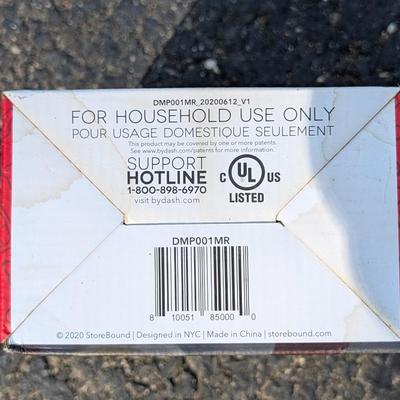 DMP001MR_20200612_V1
FOR HOUSEHOLD USE ONLY
POUR USAGE DOMESTIQUE SEULEMENT
This product may be covered by one or more patents.
See www.bydash.com/patents for more information.
SUPPORT
HOTLINE
1-800-898-6970
visit bydash.com
C UL US
LISTED
DMP001MR
8 10051 85000 0
© 2020 StoreBound | Designed in NYC | Made in China | storebound.com